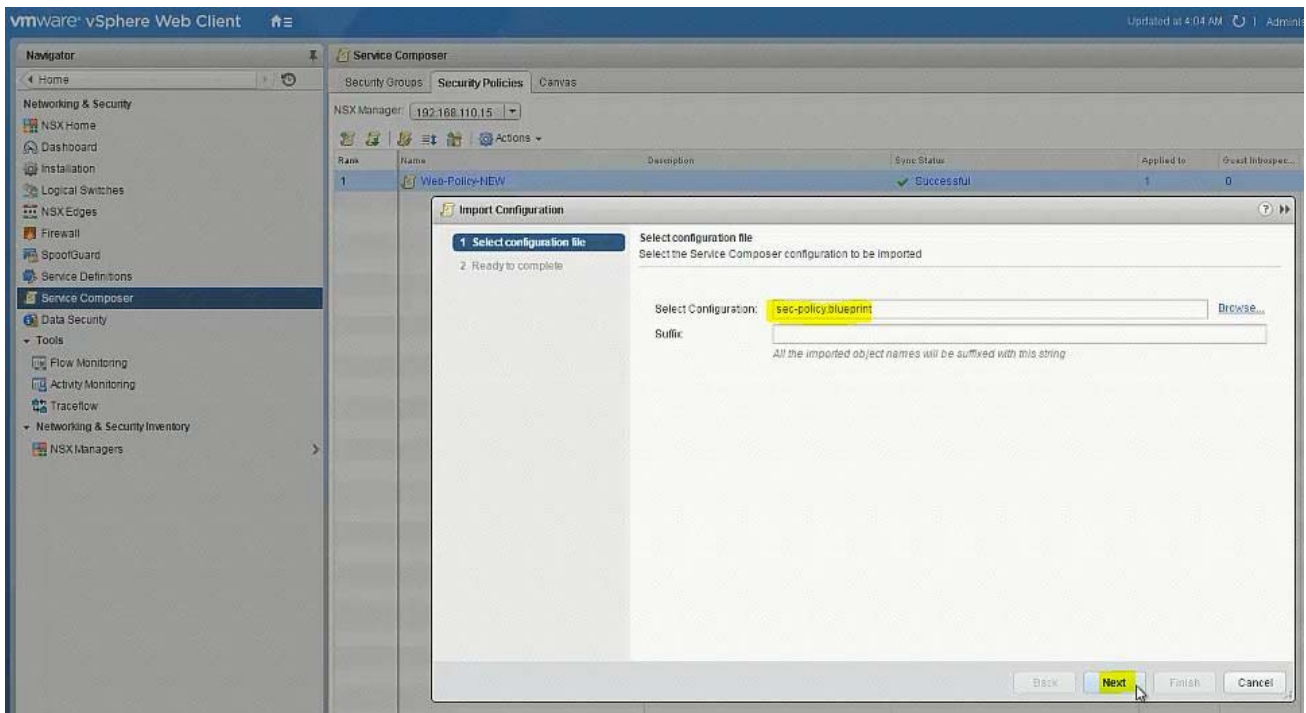 vmware vSphere Web Client
Updated at 4:04 AM | Adminis
Navigator
Home
Networking & Security
NSX Home
Dashboard
Installation
Logical Switches
NSX Edges
Firewall
SpoofGuard
Service Definitions
Service Composer
Data Security
Tools
Flow Monitoring
Activity Monitoring
Traceflow
Networking & Security Inventory
NSX Managers
Service Composer
Security Groups Security Policies Canvas
NSX Manager: 192.168.110.15
Actions
Rank Name Description Sync Status Applied to Guest Introspec...
1 Web-Policy-NEW Successful 1 0
Import Configuration
1 Select configuration file
2 Ready to complete
Select configuration file
Select the Service Composer configuration to be imported
Select Configuration: sec-policy.blueprint Browse...
Suffix:
All the imported object names will be suffixed with this string
Back Next Finish Cancel